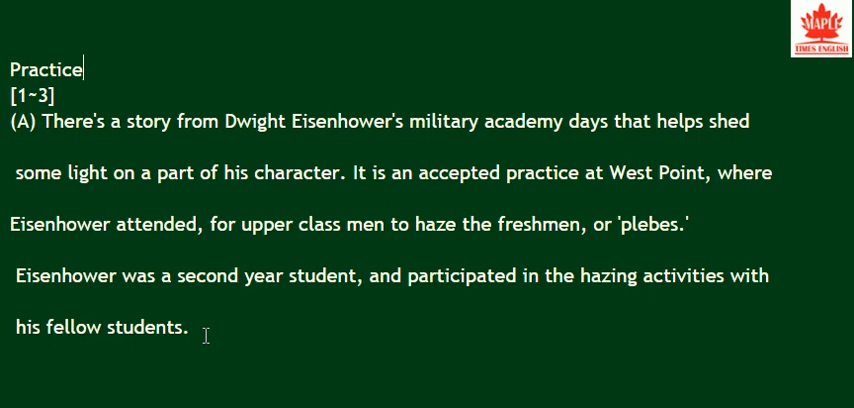 MAPLE
TIMES ENGLISH
Practice
[1~3]
(A) There's a story from Dwight Eisenhower's military academy days that helps shed
some light on a part of his character. It is an accepted practice at West Point, where
Eisenhower attended, for upper class men to haze the freshmen, or 'plebes.'
Eisenhower was a second year student, and participated in the hazing activities with
his fellow students.